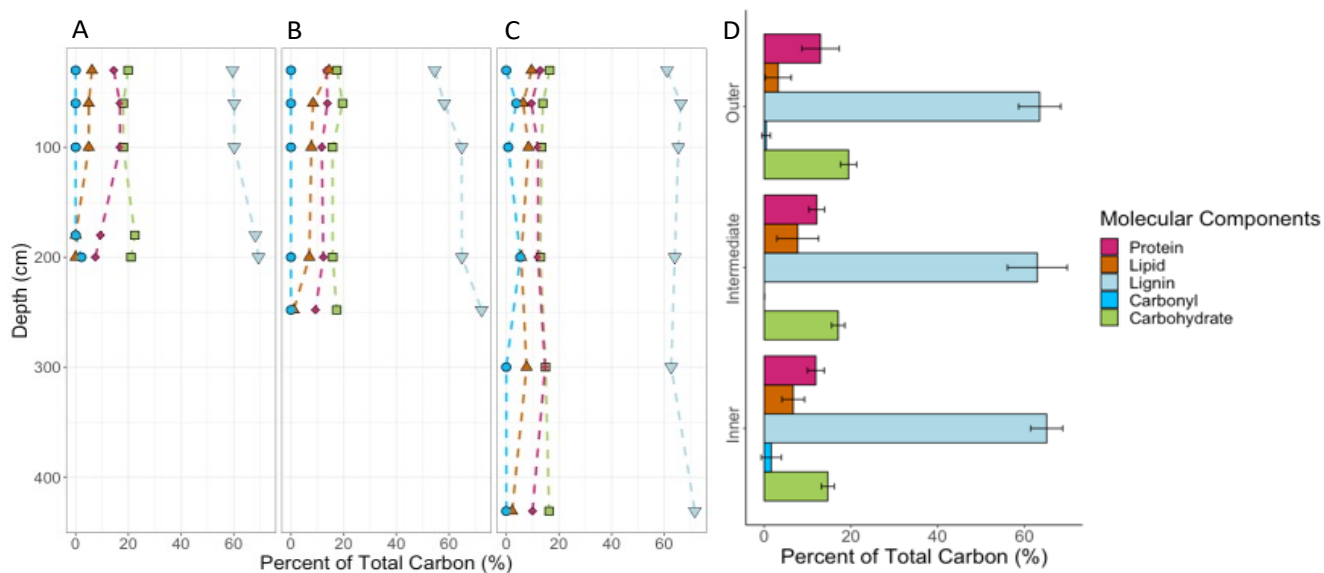 A
B
C
D
Depth (cm)
100
200
300
400
0 20 40 60
0 20 40 60
0 20 40 60
Percent of Total Carbon (%)
Outer
Intermediate
Inner
0 20 40 60
Percent of Total Carbon (%)
Molecular Components
Protein
Lipid
Lignin
Carbonyl
Carbohydrate